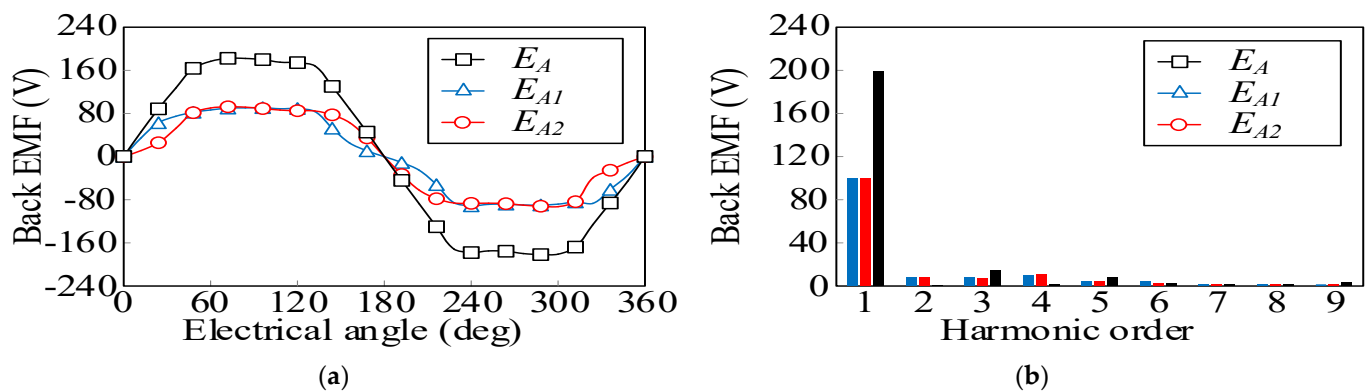 240
160
80
0
-80
-160
-240
Back EMF (V)
E_A
E_A1
E_A2
0 60 120 180 240 300 360
Electrical angle (deg)
(a)
240
200
160
120
80
40
0
Back EMF (V)
E_A
E_A1
E_A2
1 2 3 4 5 6 7 8 9
Harmonic order
(b)